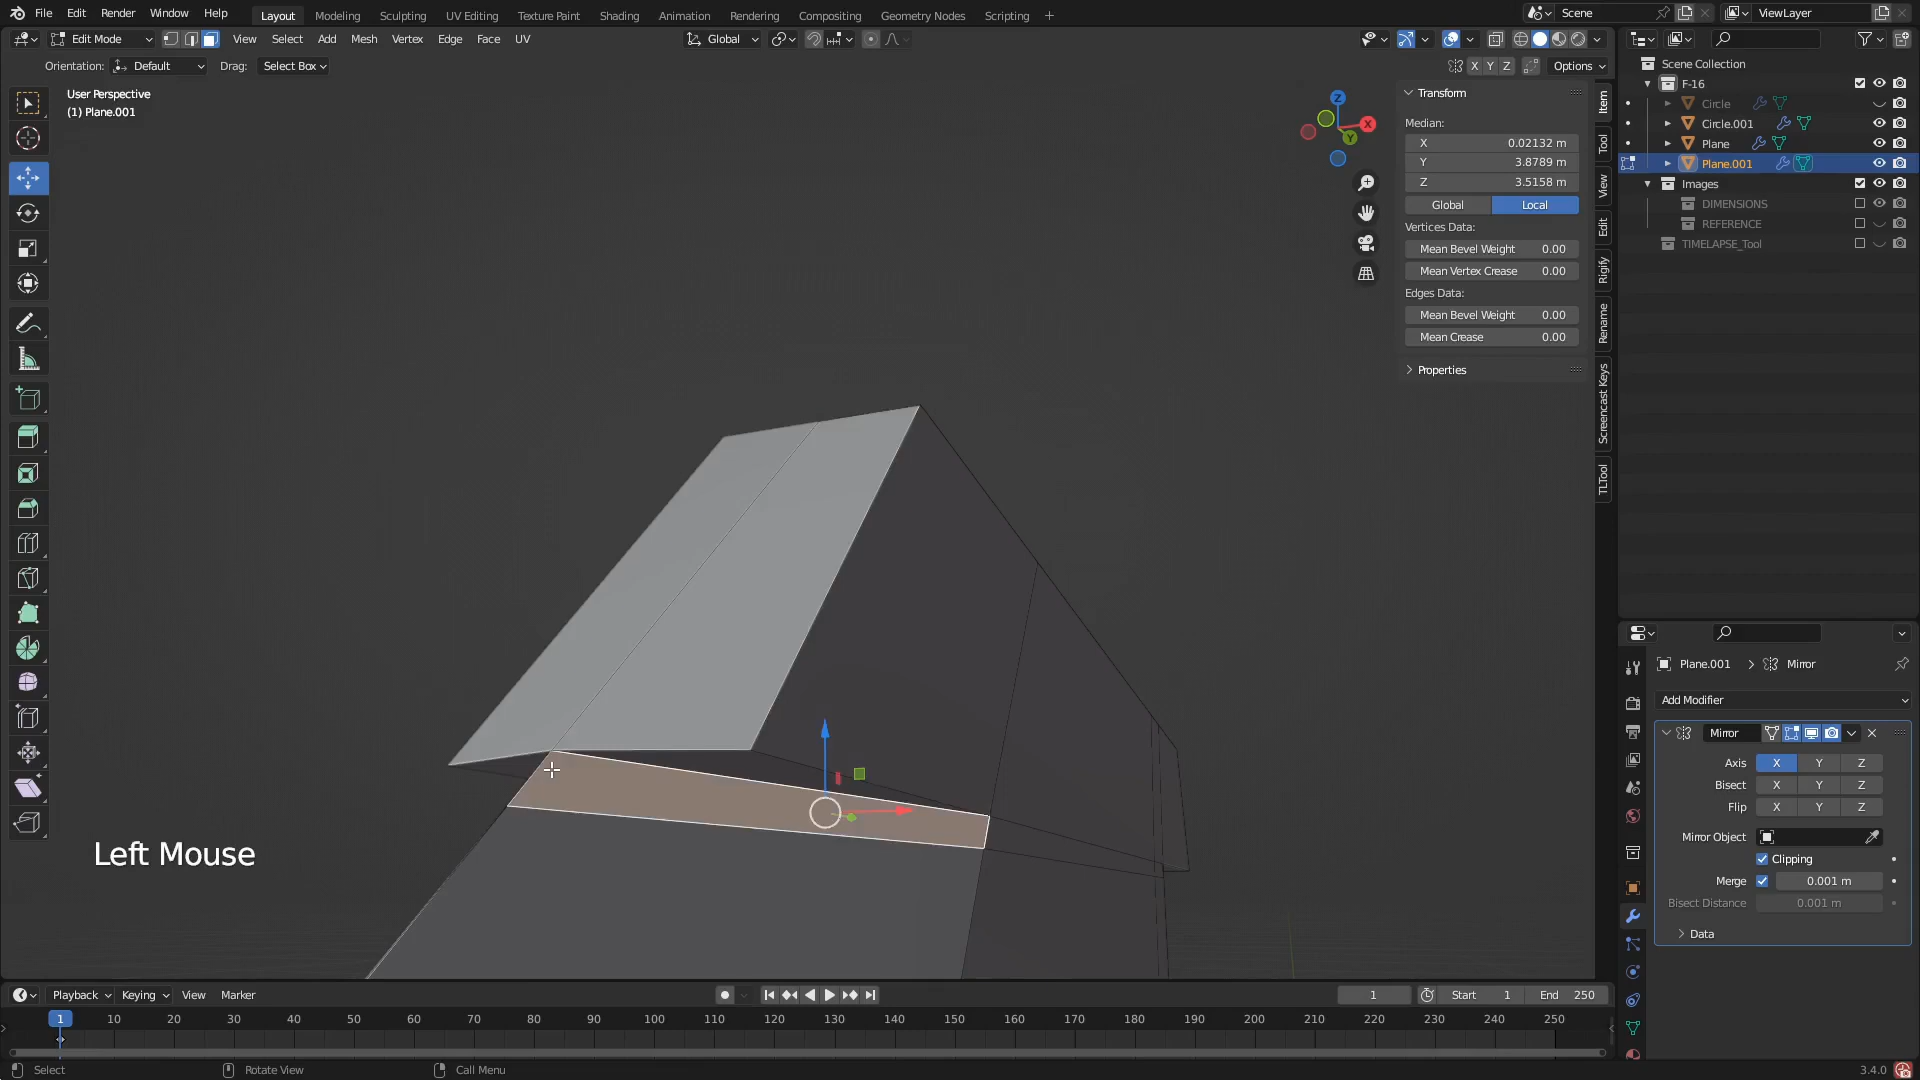 File Edit Render Window Help Layout Modeling Sculpting UV Editing Texture Paint Shading Animation Rendering Compositing Geometry Nodes Scripting + Scene ViewLayer
Edit Mode View Select Add Mesh Vertex Edge Face UV Global
Orientation: Default Drag: Select Box X Y Z Options
User Perspective
(1) Plane.001
Z
X
Y
Transform
Median:
X 0.02132 m
Y 3.8789 m
Z 3.5158 m
Global Local
Vertices Data:
Mean Bevel Weight 0.00
Mean Vertex Crease 0.00
Edges Data:
Mean Bevel Weight 0.00
Mean Crease 0.00
Properties
Item
Tool
View
Edit
Rigify
Rename
Screencast Keys
TLTool
Scene Collection
F-16
Circle
Circle.001
Plane
Plane.001
Images
DIMENSIONS
REFERENCE
TIMELAPSE_Tool
Plane.001 > Mirror
Add Modifier
Mirror
Axis X Y Z
Bisect X Y Z
Flip X Y Z
Mirror Object
Clipping
Merge 0.001 m
Bisect Distance 0.001 m
Data
Left Mouse
Playback Keying View Marker 1 Start 1 End 250
1 10 20 30 40 50 60 70 80 90 100 110 120 130 140 150 160 170 180 190 200 210 220 230 240 250
Select Rotate View Call Menu 3.4.0